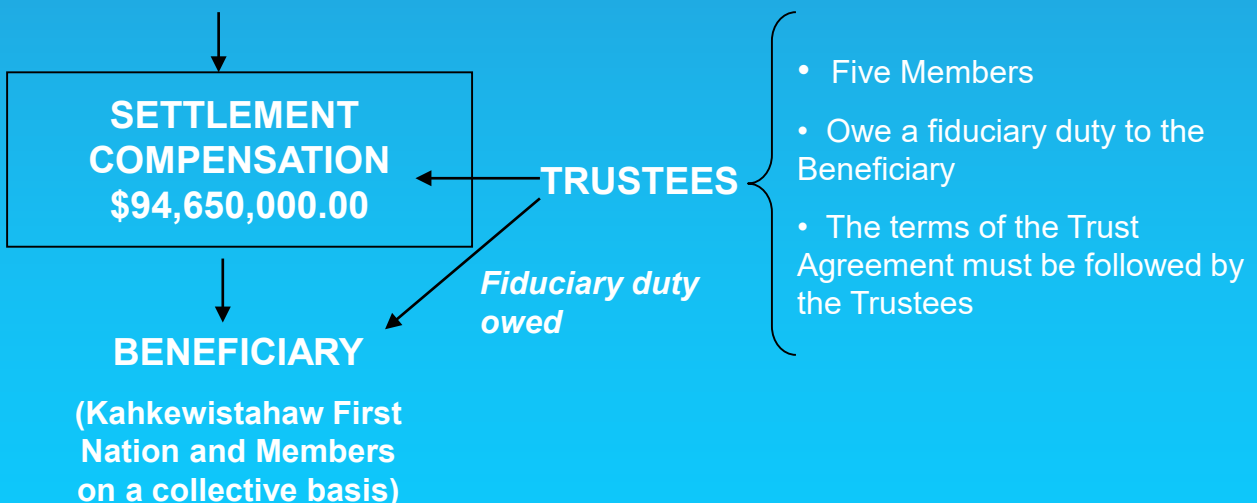 SETTLEMENT
COMPENSATION
$94,650,000.00
TRUSTEES
• Five Members
• Owe a fiduciary duty to the
Beneficiary
• The terms of the Trust
Agreement must be followed by
the Trustees
Fiduciary duty
owed
BENEFICIARY
(Kahkewistahaw First
Nation and Members
on a collective basis)